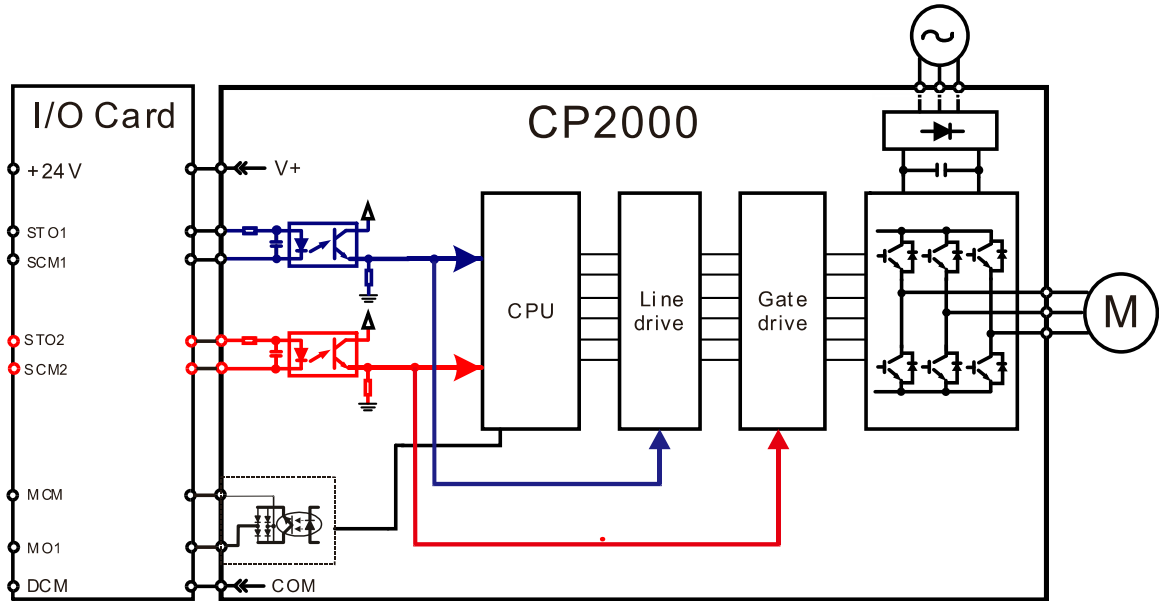 I/O Card
CP2000
+24V
V+
STO1
SCM1
STO2
SCM2
CPU
Line
drive
Gate
drive
M
MCM
MO1
DCM
COM